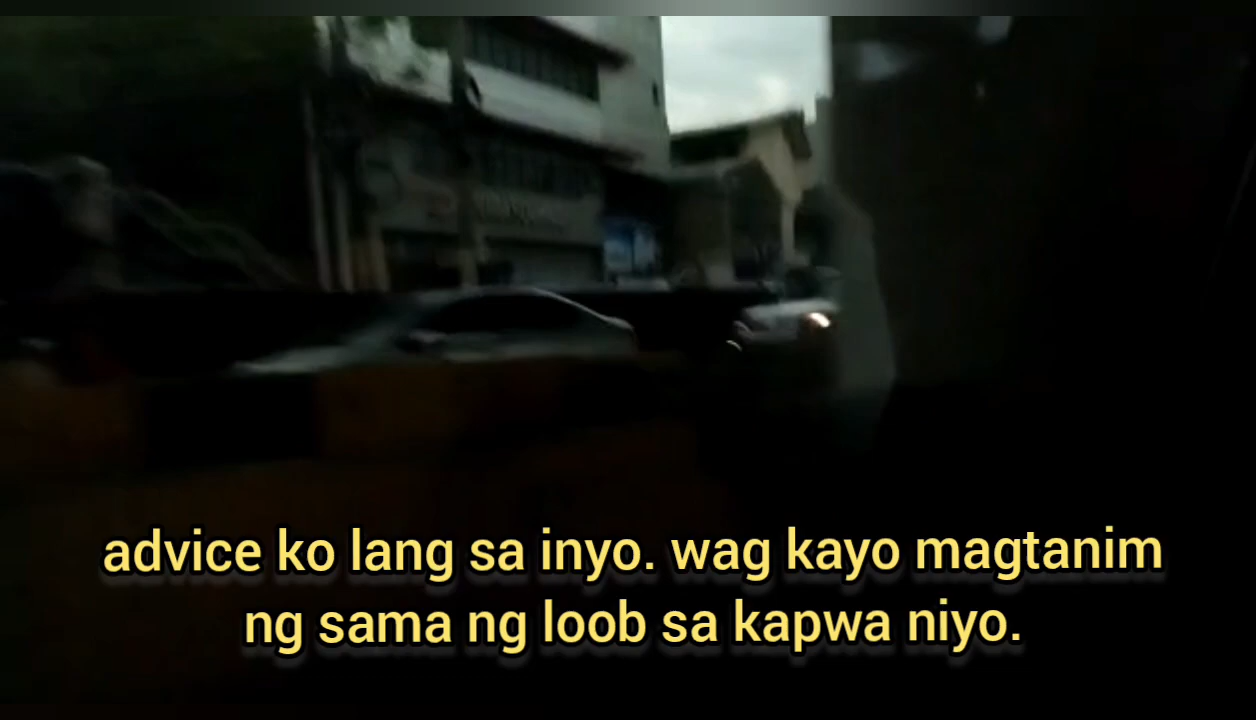 advice ko lang sa inyo. wag kayo magtanim
ng sama ng loob sa kapwa niyo.